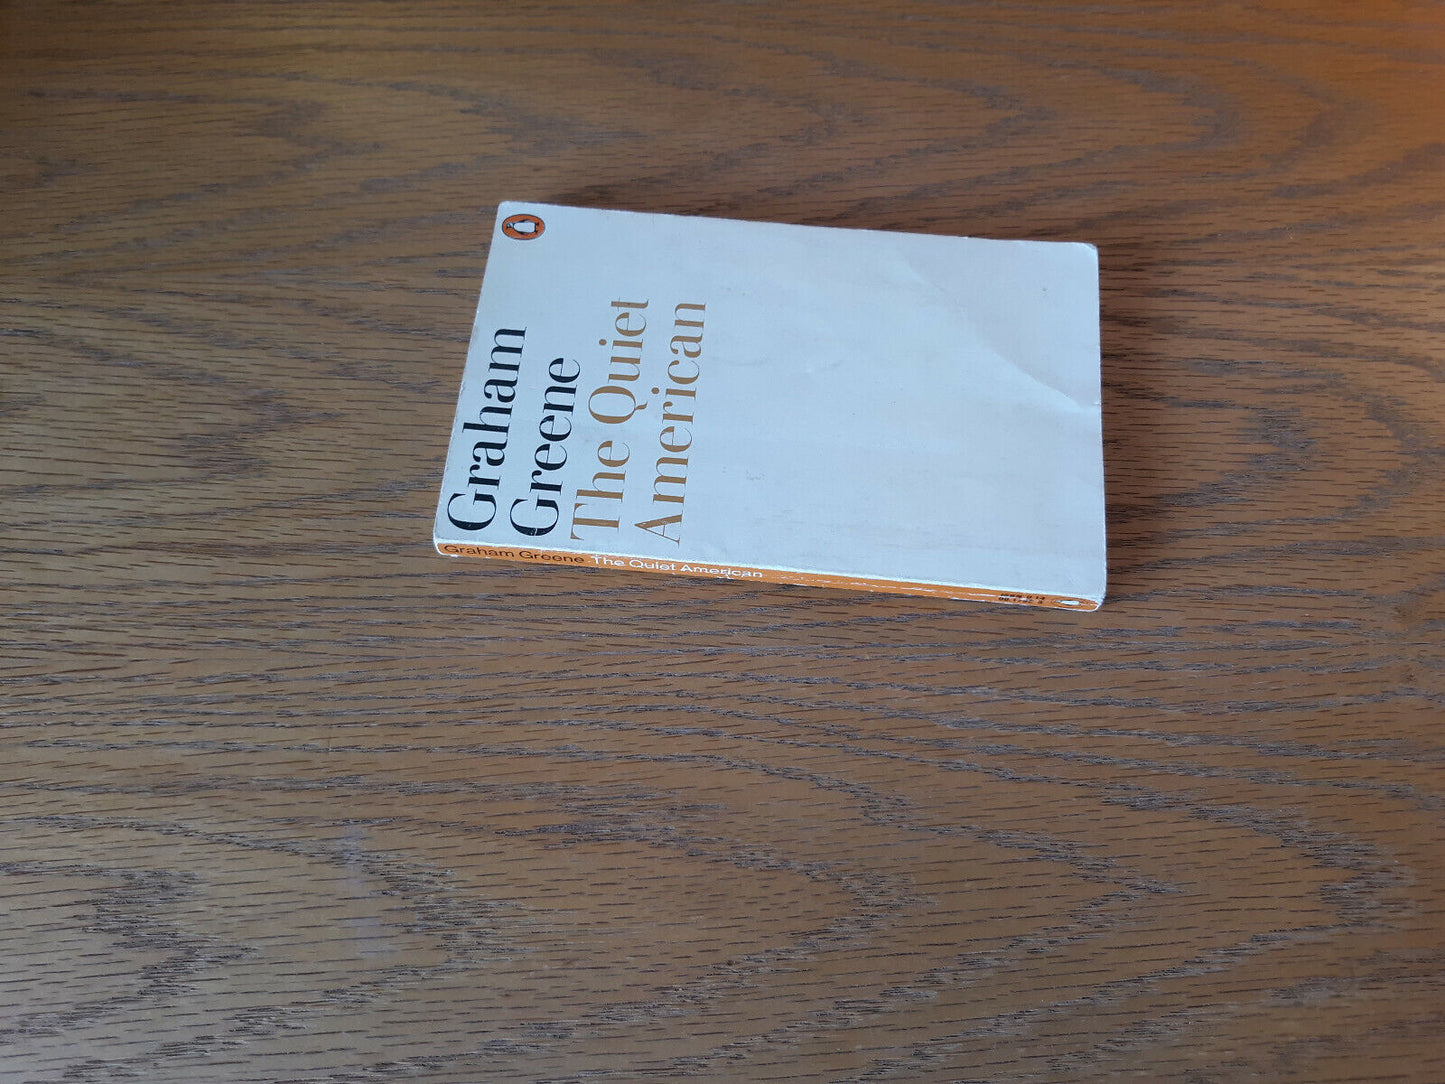 Graham
Greene
The Quiet
American
Graham Greene The Quiet American